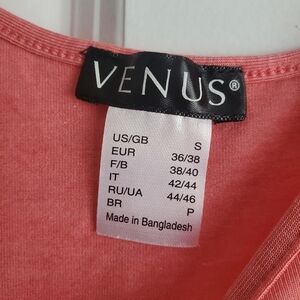 VENUS®
US/GB S
EUR 36/38
F/B 38/40
IT 42/44
RU/UA 44/46
BR P
Made in Bangladesh